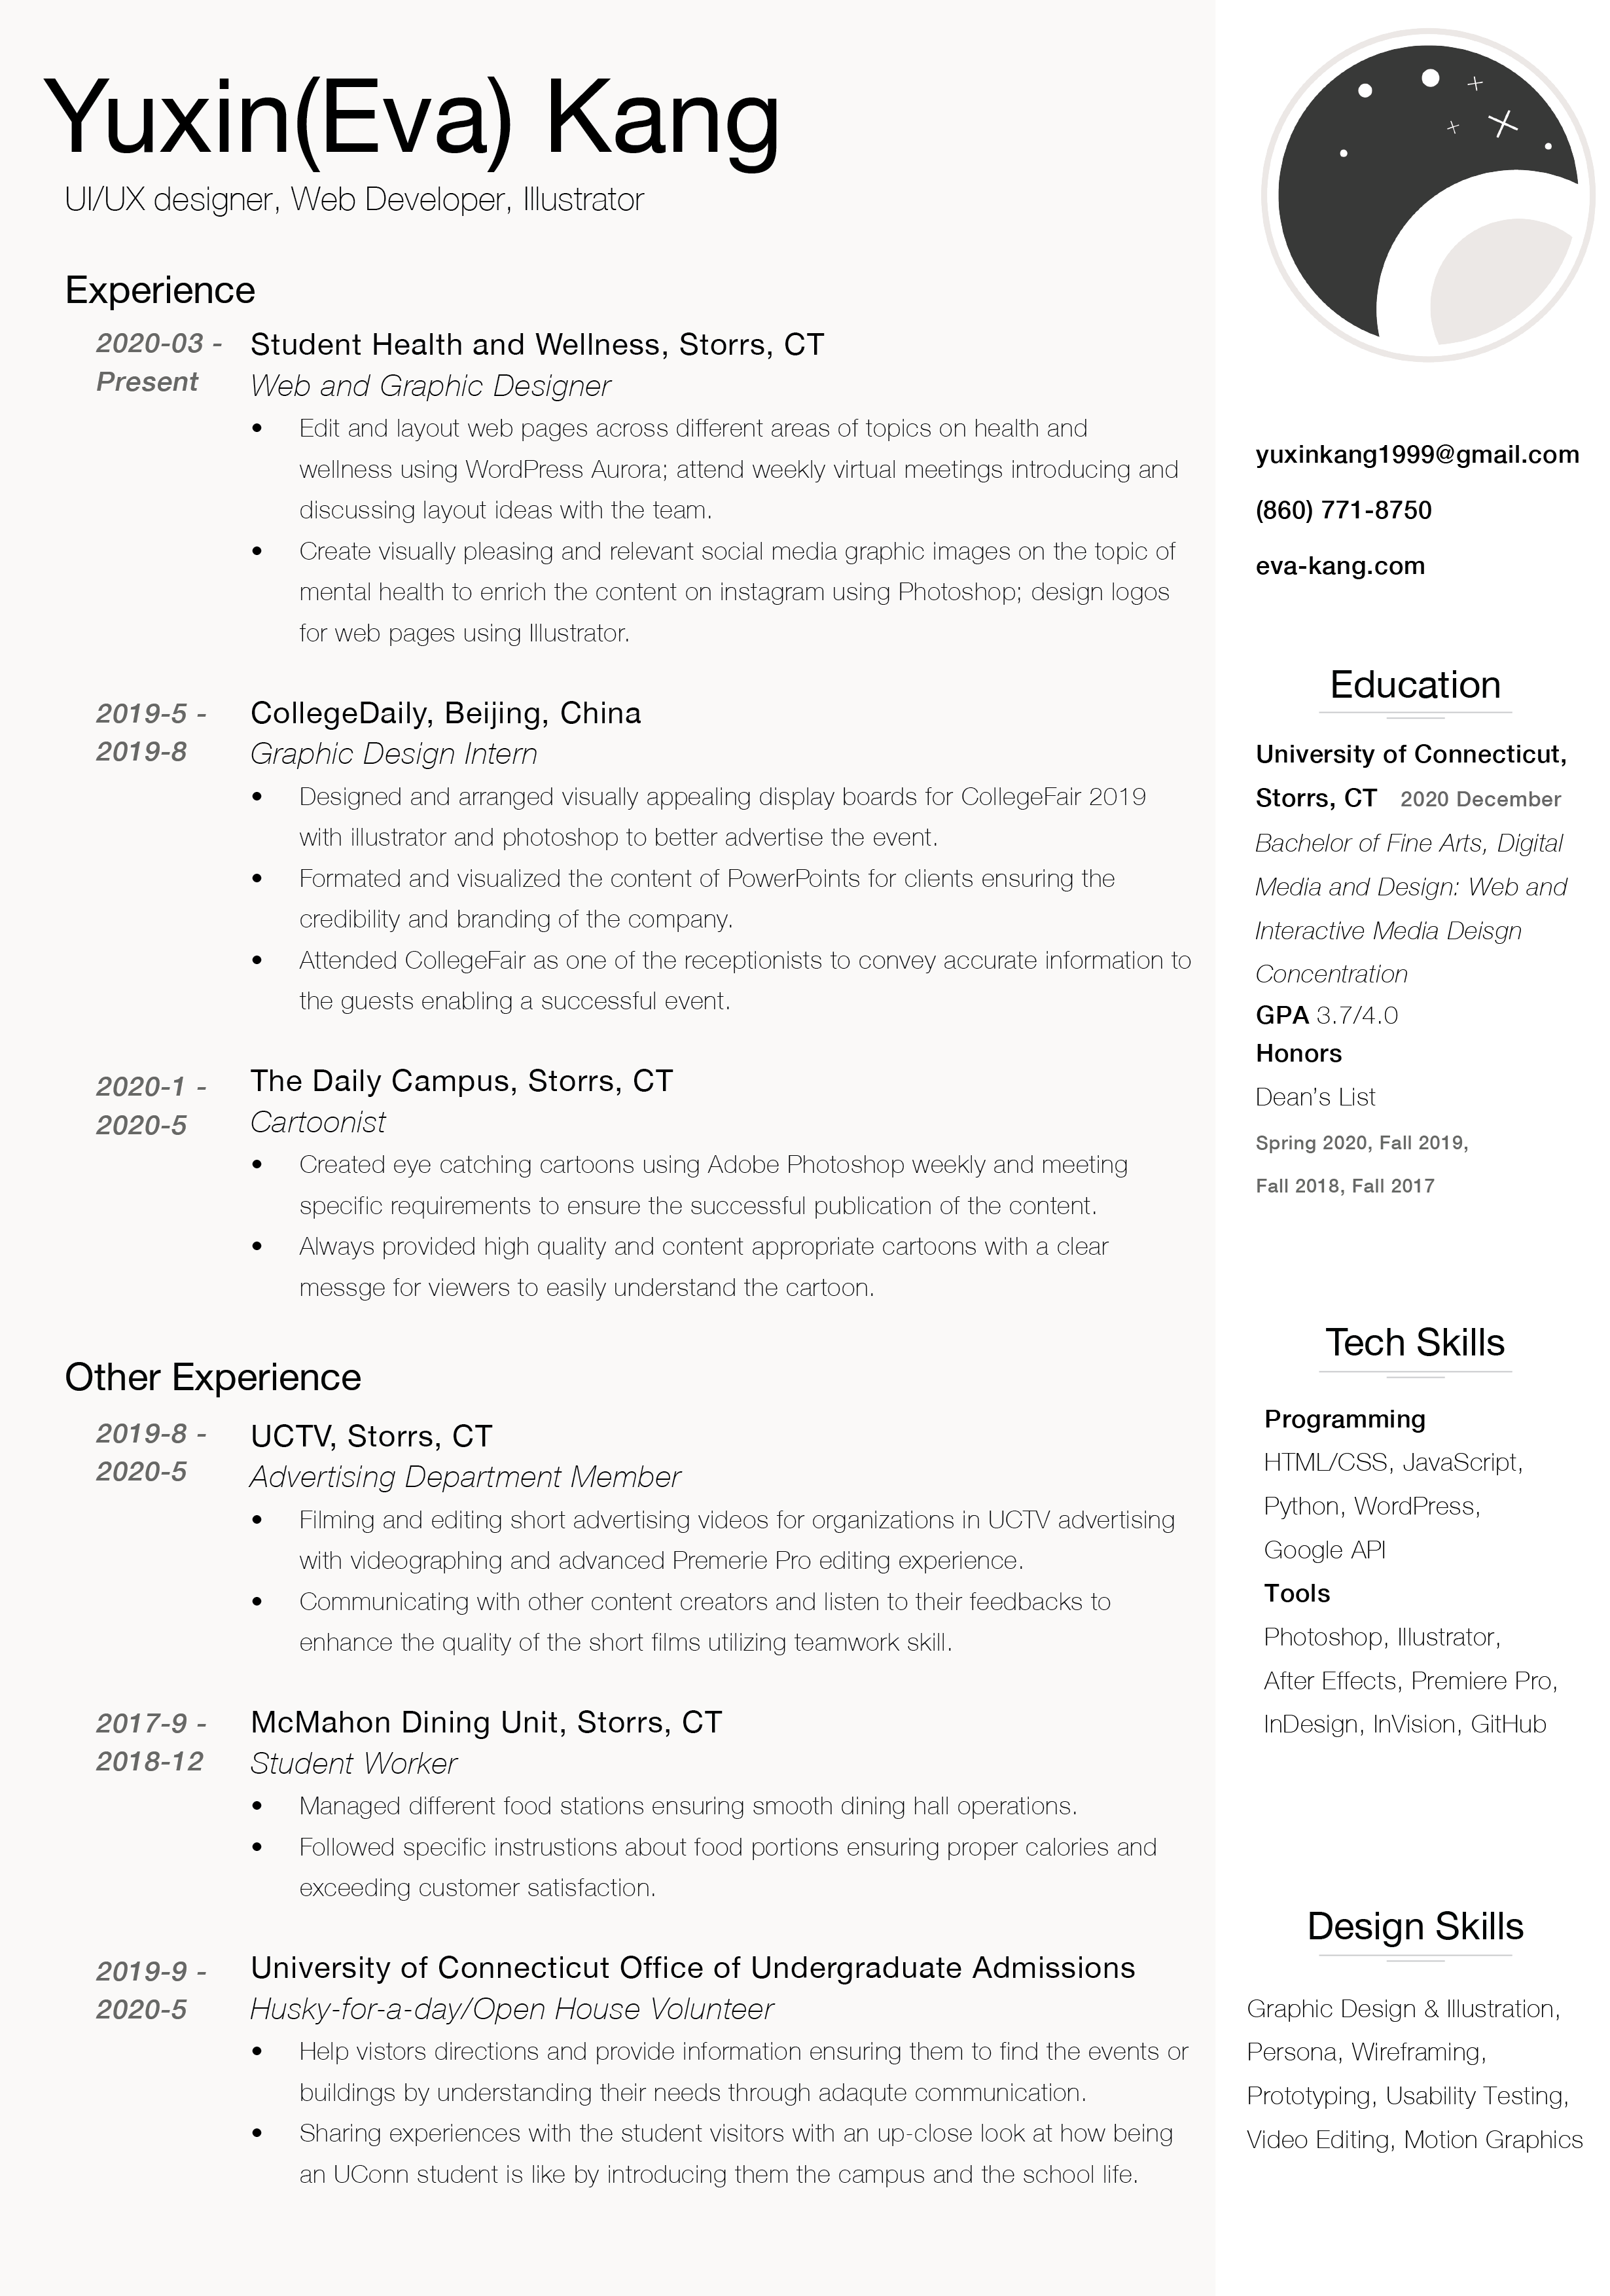 Yuxin(Eva) Kang
UI/UX designer, Web Developer, Illustrator
Experience
2020-03 -
Present
Student Health and Wellness, Storrs, CT
Web and Graphic Designer
• Edit and layout web pages across different areas of topics on health and
wellness using WordPress Aurora; attend weekly virtual meetings introducing and
discussing layout ideas with the team.
• Create visually pleasing and relevant social media graphic images on the topic of
mental health to enrich the content on instagram using Photoshop; design logos
for web pages using Illustrator.
2019-5 -
2019-8
CollegeDaily, Beijing, China
Graphic Design Intern
• Designed and arranged visually appealing display boards for CollegeFair 2019
with illustrator and photoshop to better advertise the event.
• Formated and visualized the content of PowerPoints for clients ensuring the
credibility and branding of the company.
• Attended CollegeFair as one of the receptionists to convey accurate information to
the guests enabling a successful event.
2020-1 -
2020-5
The Daily Campus, Storrs, CT
Cartoonist
• Created eye catching cartoons using Adobe Photoshop weekly and meeting
specific requirements to ensure the successful publication of the content.
• Always provided high quality and content appropriate cartoons with a clear
messge for viewers to easily understand the cartoon.
Other Experience
2019-8 -
2020-5
UCTV, Storrs, CT
Advertising Department Member
• Filming and editing short advertising videos for organizations in UCTV advertising
with videographing and advanced Premerie Pro editing experience.
• Communicating with other content creators and listen to their feedbacks to
enhance the quality of the short films utilizing teamwork skill.
2017-9 -
2018-12
McMahon Dining Unit, Storrs, CT
Student Worker
• Managed different food stations ensuring smooth dining hall operations.
• Followed specific instrustions about food portions ensuring proper calories and
exceeding customer satisfaction.
2019-9 -
2020-5
University of Connecticut Office of Undergraduate Admissions
Husky-for-a-day/Open House Volunteer
• Help vistors directions and provide information ensuring them to find the events or
buildings by understanding their needs through adaqute communication.
• Sharing experiences with the student visitors with an up-close look at how being
an UConn student is like by introducing them the campus and the school life.
yuxinkang1999@gmail.com
(860) 771-8750
eva-kang.com
Education
University of Connecticut,
Storrs, CT 2020 December
Bachelor of Fine Arts, Digital
Media and Design: Web and
Interactive Media Deisgn
Concentration
GPA 3.7/4.0
Honors
Dean’s List
Spring 2020, Fall 2019,
Fall 2018, Fall 2017
Tech Skills
Programming
HTML/CSS, JavaScript,
Python, WordPress,
Google API
Tools
Photoshop, Illustrator,
After Effects, Premiere Pro,
InDesign, InVision, GitHub
Design Skills
Graphic Design & Illustration,
Persona, Wireframing,
Prototyping, Usability Testing,
Video Editing, Motion Graphics